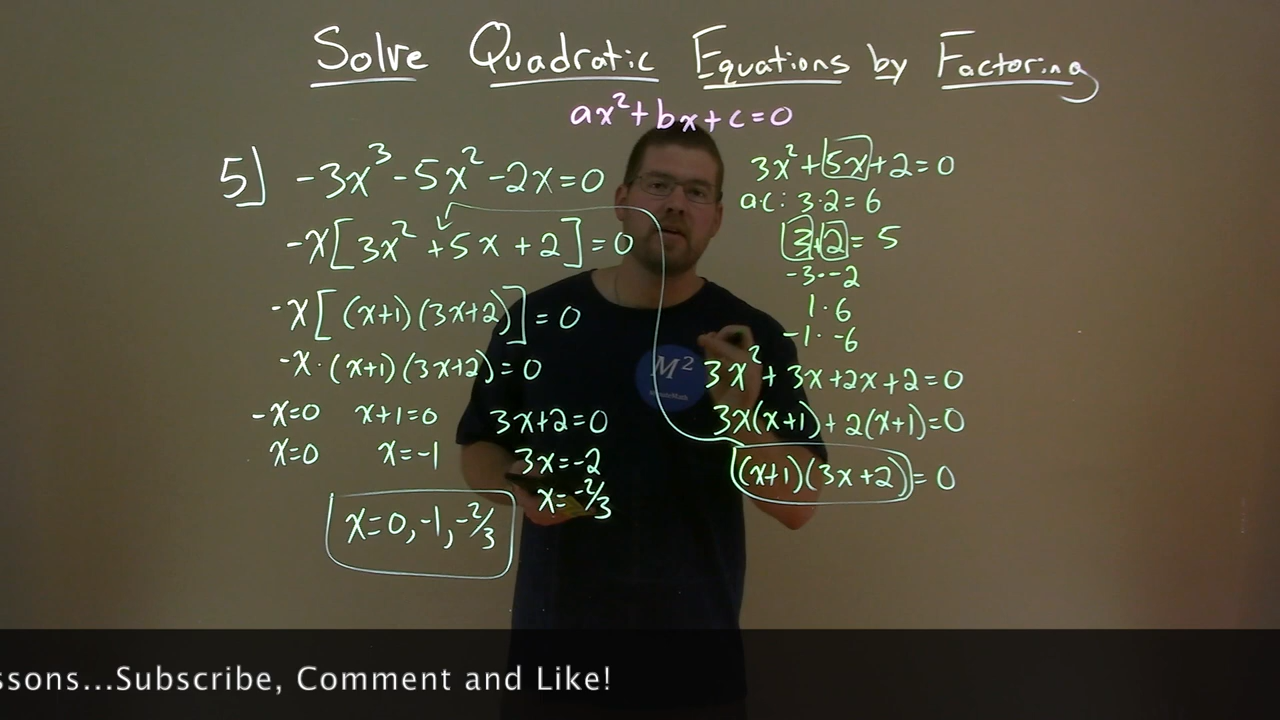 Solve Quadratic Equations by Factoring
ax²+bx+c=0
5] -3x³-5x²-2x=0
-x[3x²+5x+2]=0
-x[(x+1)(3x+2)]=0
-x·(x+1)(3x+2)=0
-x=0 x+1=0 3x+2=0
x=0 x=-1 3x=-2
x=-2/3
x=0,-1,-2/3
3x²+5x+2=0
a·c: 3·2=6
3+2=5
-3·-2
1·6
-1·-6
3x²+3x+2x+2=0
3x(x+1)+2(x+1)=0
(x+1)(3x+2)=0
M²
MinuteMath
ssons...Subscribe, Comment and Like!